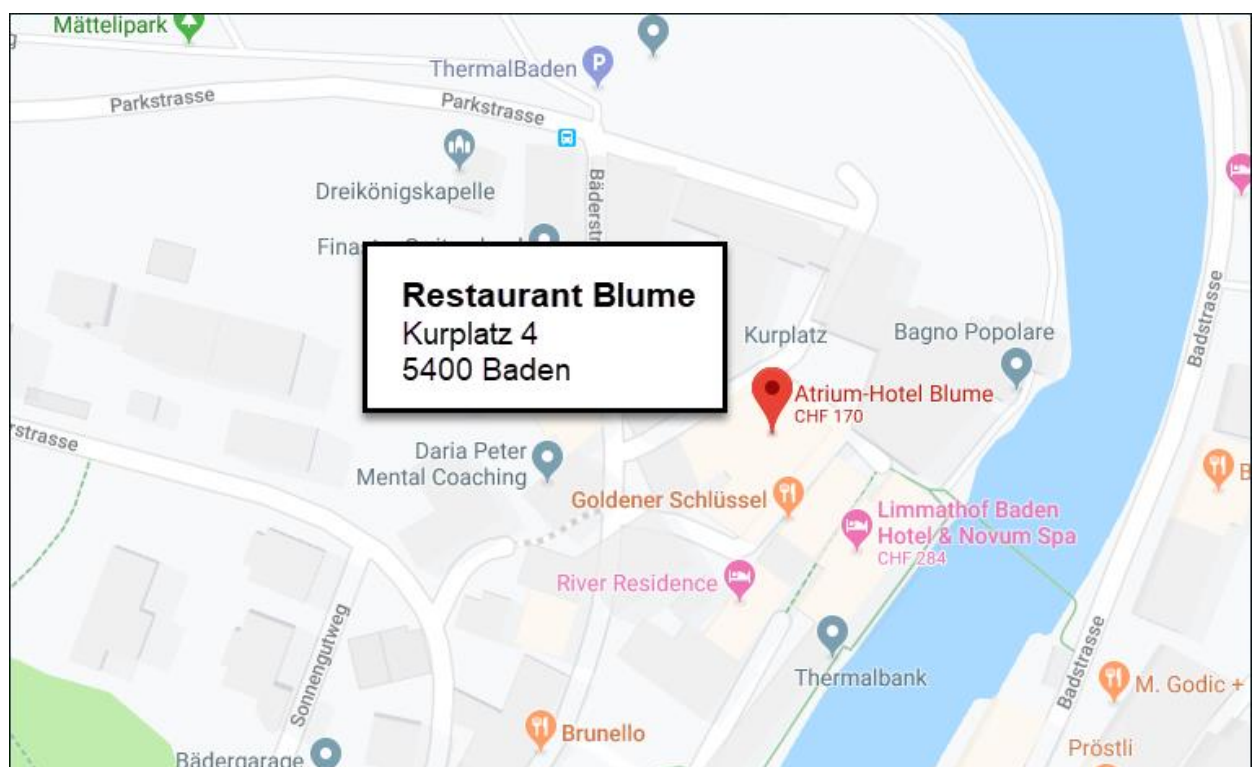 Mättelipark
ThermalBaden
P
Parkstrasse
Parkstrasse
Dreikönigskapelle
Bäderstr
Restaurant Blume
Kurplatz 4
5400 Baden
Kurplatz
Bagno Popolare
Badstrasse
Atrium-Hotel Blume
CHF 170
strasse
Daria Peter
Mental Coaching
Goldener Schlüssel
Limmathof Baden
Hotel & Novum Spa
CHF 284
River Residence
B
Sonnengutweg
Thermalbank
Badstrasse
M. Godic +
Brunello
Pröstli
Bädergarage